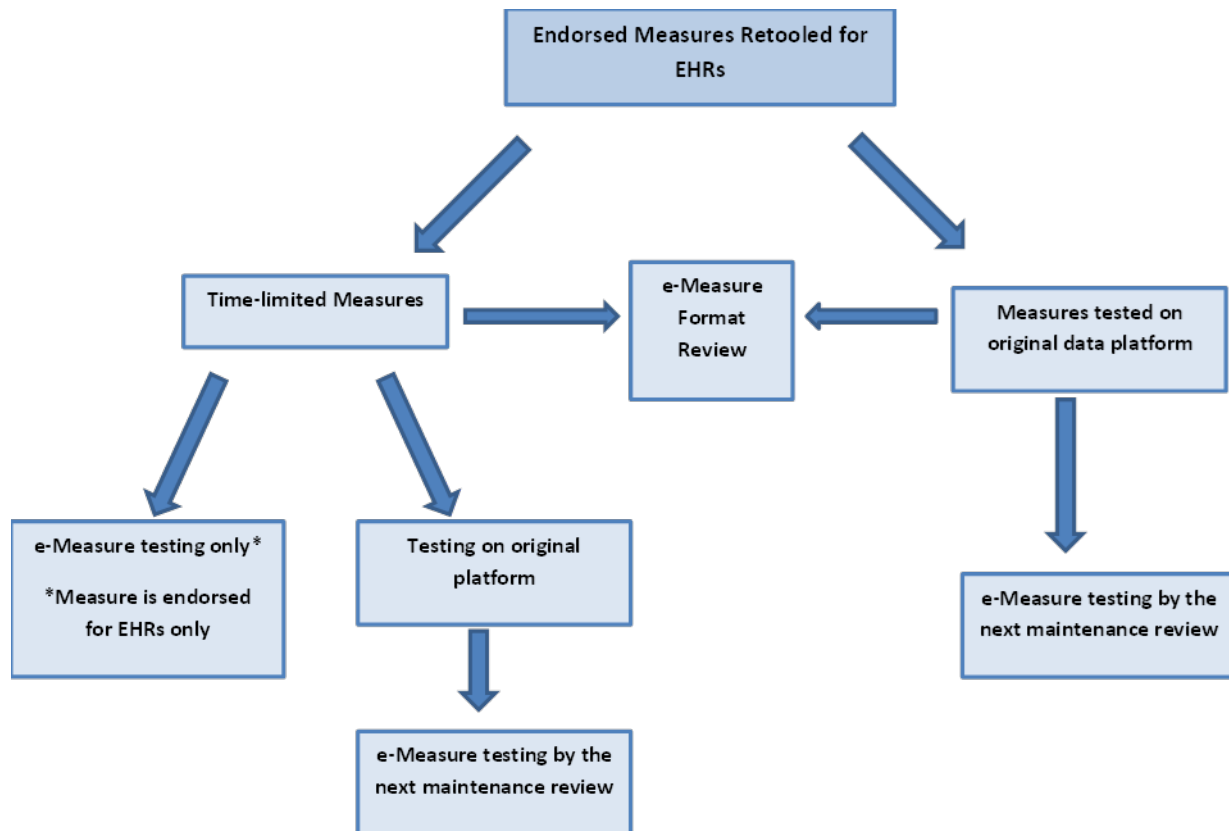 Endorsed Measures Retooled for
EHRs
Time-limited Measures
e-Measure
Format
Review
Measures tested on
original data platform
e-Measure testing only*
*Measure is endorsed
for EHRs only
Testing on original
platform
e-Measure testing by the
next maintenance review
e-Measure testing by the
next maintenance review